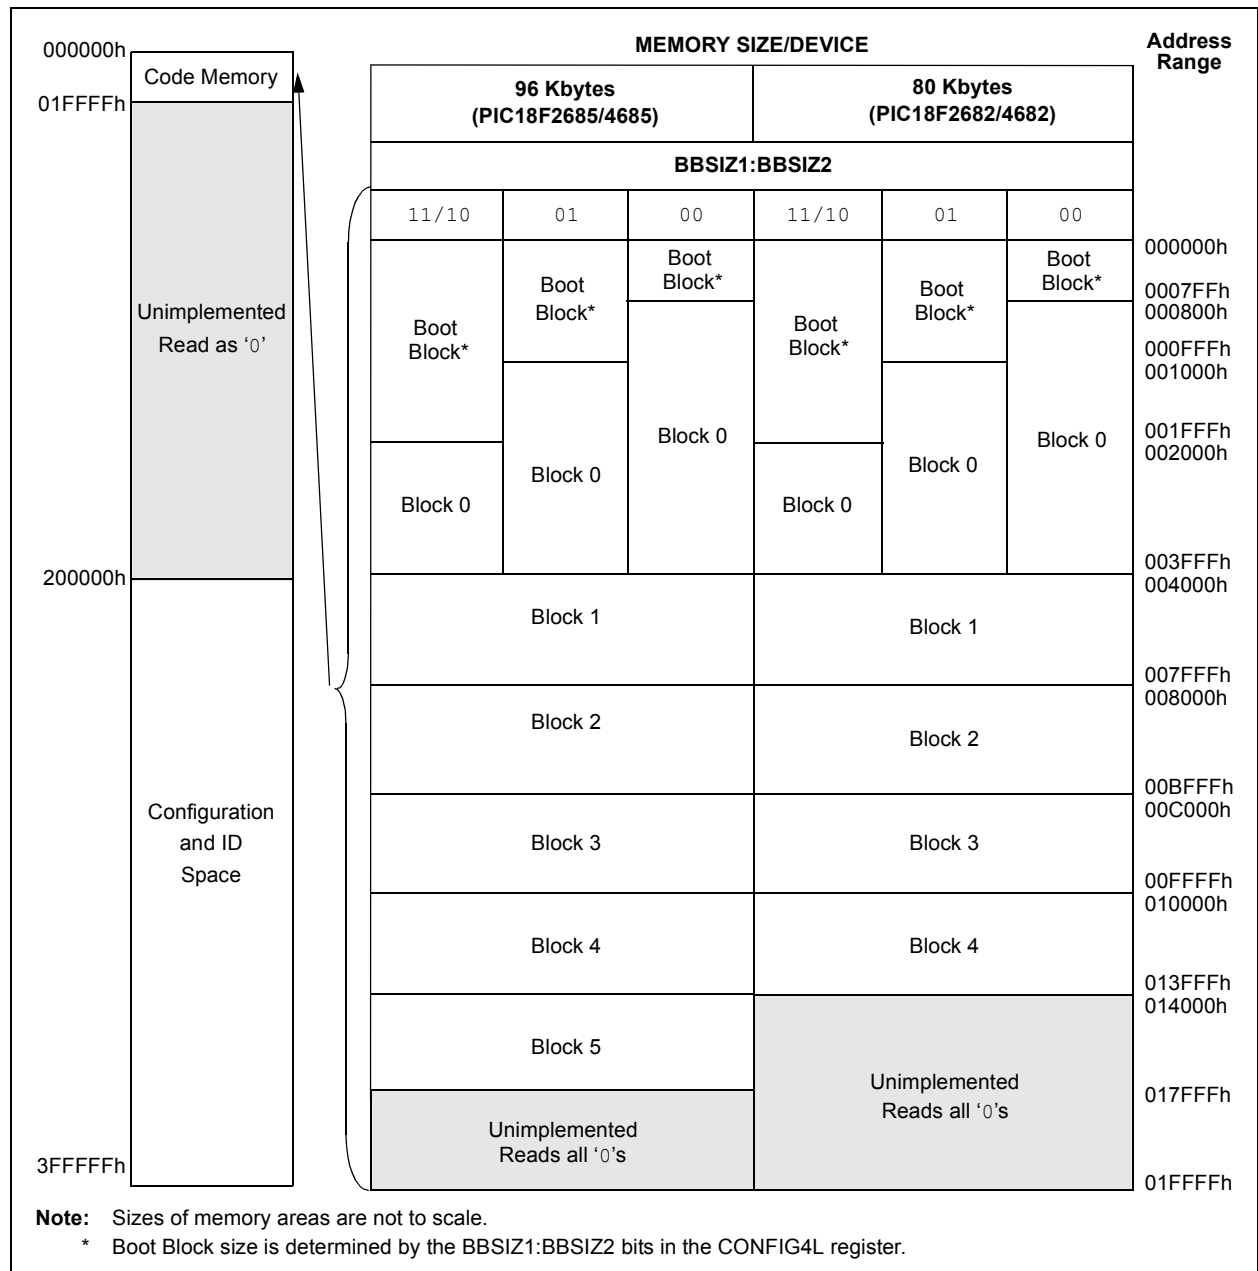 000000h
Code Memory
01FFFFh
Unimplemented
Read as ‘0’
200000h
Configuration
and ID
Space
3FFFFFh
MEMORY SIZE/DEVICE
Address
Range
96 Kbytes
(PIC18F2685/4685)
80 Kbytes
(PIC18F2682/4682)
BBSIZ1:BBSIZ2
11/10
01
00
11/10
01
00
Boot
Block*
Boot
Block*
Boot
Block*
Boot
Block*
Boot
Block*
Boot
Block*
Block 0
Block 0
Block 0
Block 0
Block 0
Block 0
Block 1
Block 1
Block 2
Block 2
Block 3
Block 3
Block 4
Block 4
Block 5
Unimplemented
Reads all ‘0’s
Unimplemented
Reads all ‘0’s
000000h
0007FFh
000800h
000FFFh
001000h
001FFFh
002000h
003FFFh
004000h
007FFFh
008000h
00BFFFh
00C000h
00FFFFh
010000h
013FFFh
014000h
017FFFh
01FFFFh
Note: Sizes of memory areas are not to scale.
* Boot Block size is determined by the BBSIZ1:BBSIZ2 bits in the CONFIG4L register.